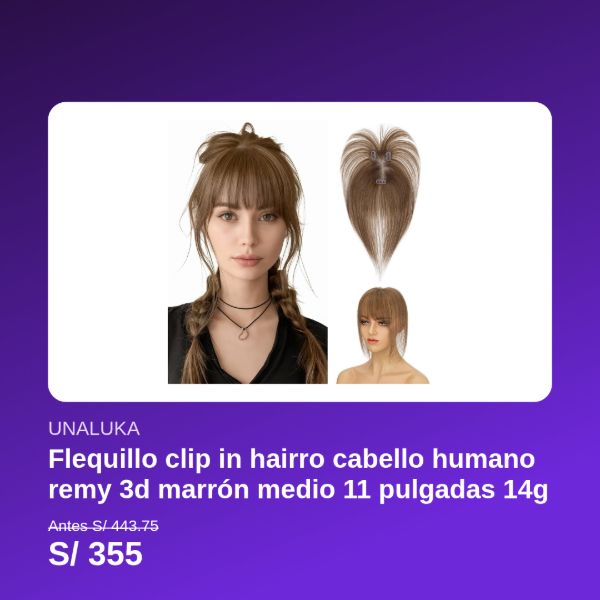 UNALUKA
Flequillo clip in hairro cabello humano
remy 3d marrón medio 11 pulgadas 14g
Antes S/ 443.75
S/ 355